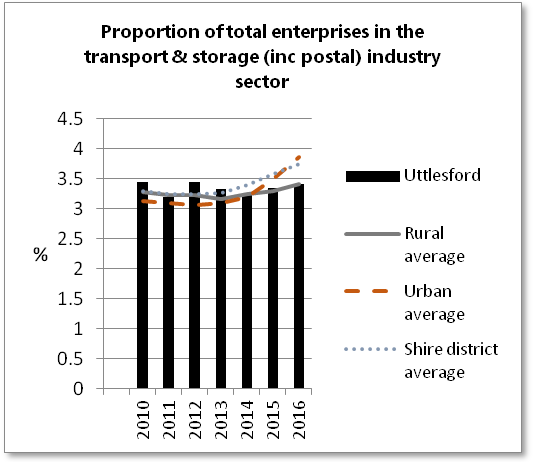 Proportion of total enterprises in the
transport & storage (inc postal) industry
sector
4.5
4
3.5
3
2.5
2
1.5
1
0.5
0
%
2010
2011
2012
2013
2014
2015
2016
Uttlesford
Rural
average
Urban
average
Shire district
average